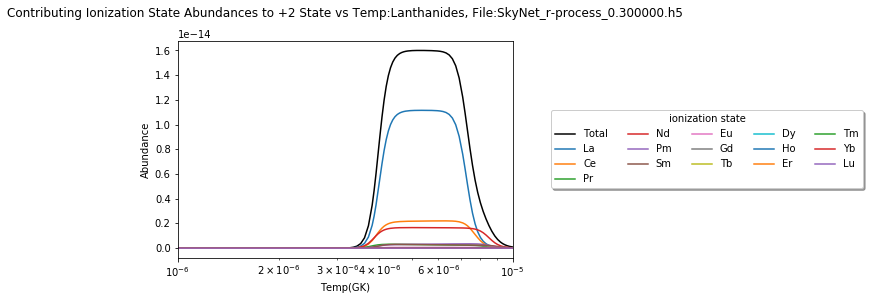 Contributing Ionization State Abundances to +2 State vs Temp:Lanthanides, File:SkyNet_r-process_0.300000.h5
1e−14
1.6
1.4
1.2
1.0
0.8
0.6
0.4
0.2
0.0
Abundance
10⁻⁶ 2 × 10⁻⁶ 3 × 10⁻⁶ 4 × 10⁻⁶ 6 × 10⁻⁶ 10⁻⁵
Temp(GK)
ionization state
Total Nd Eu Dy Tm
La Pm Gd Ho Yb
Ce Sm Tb Er Lu
Pr